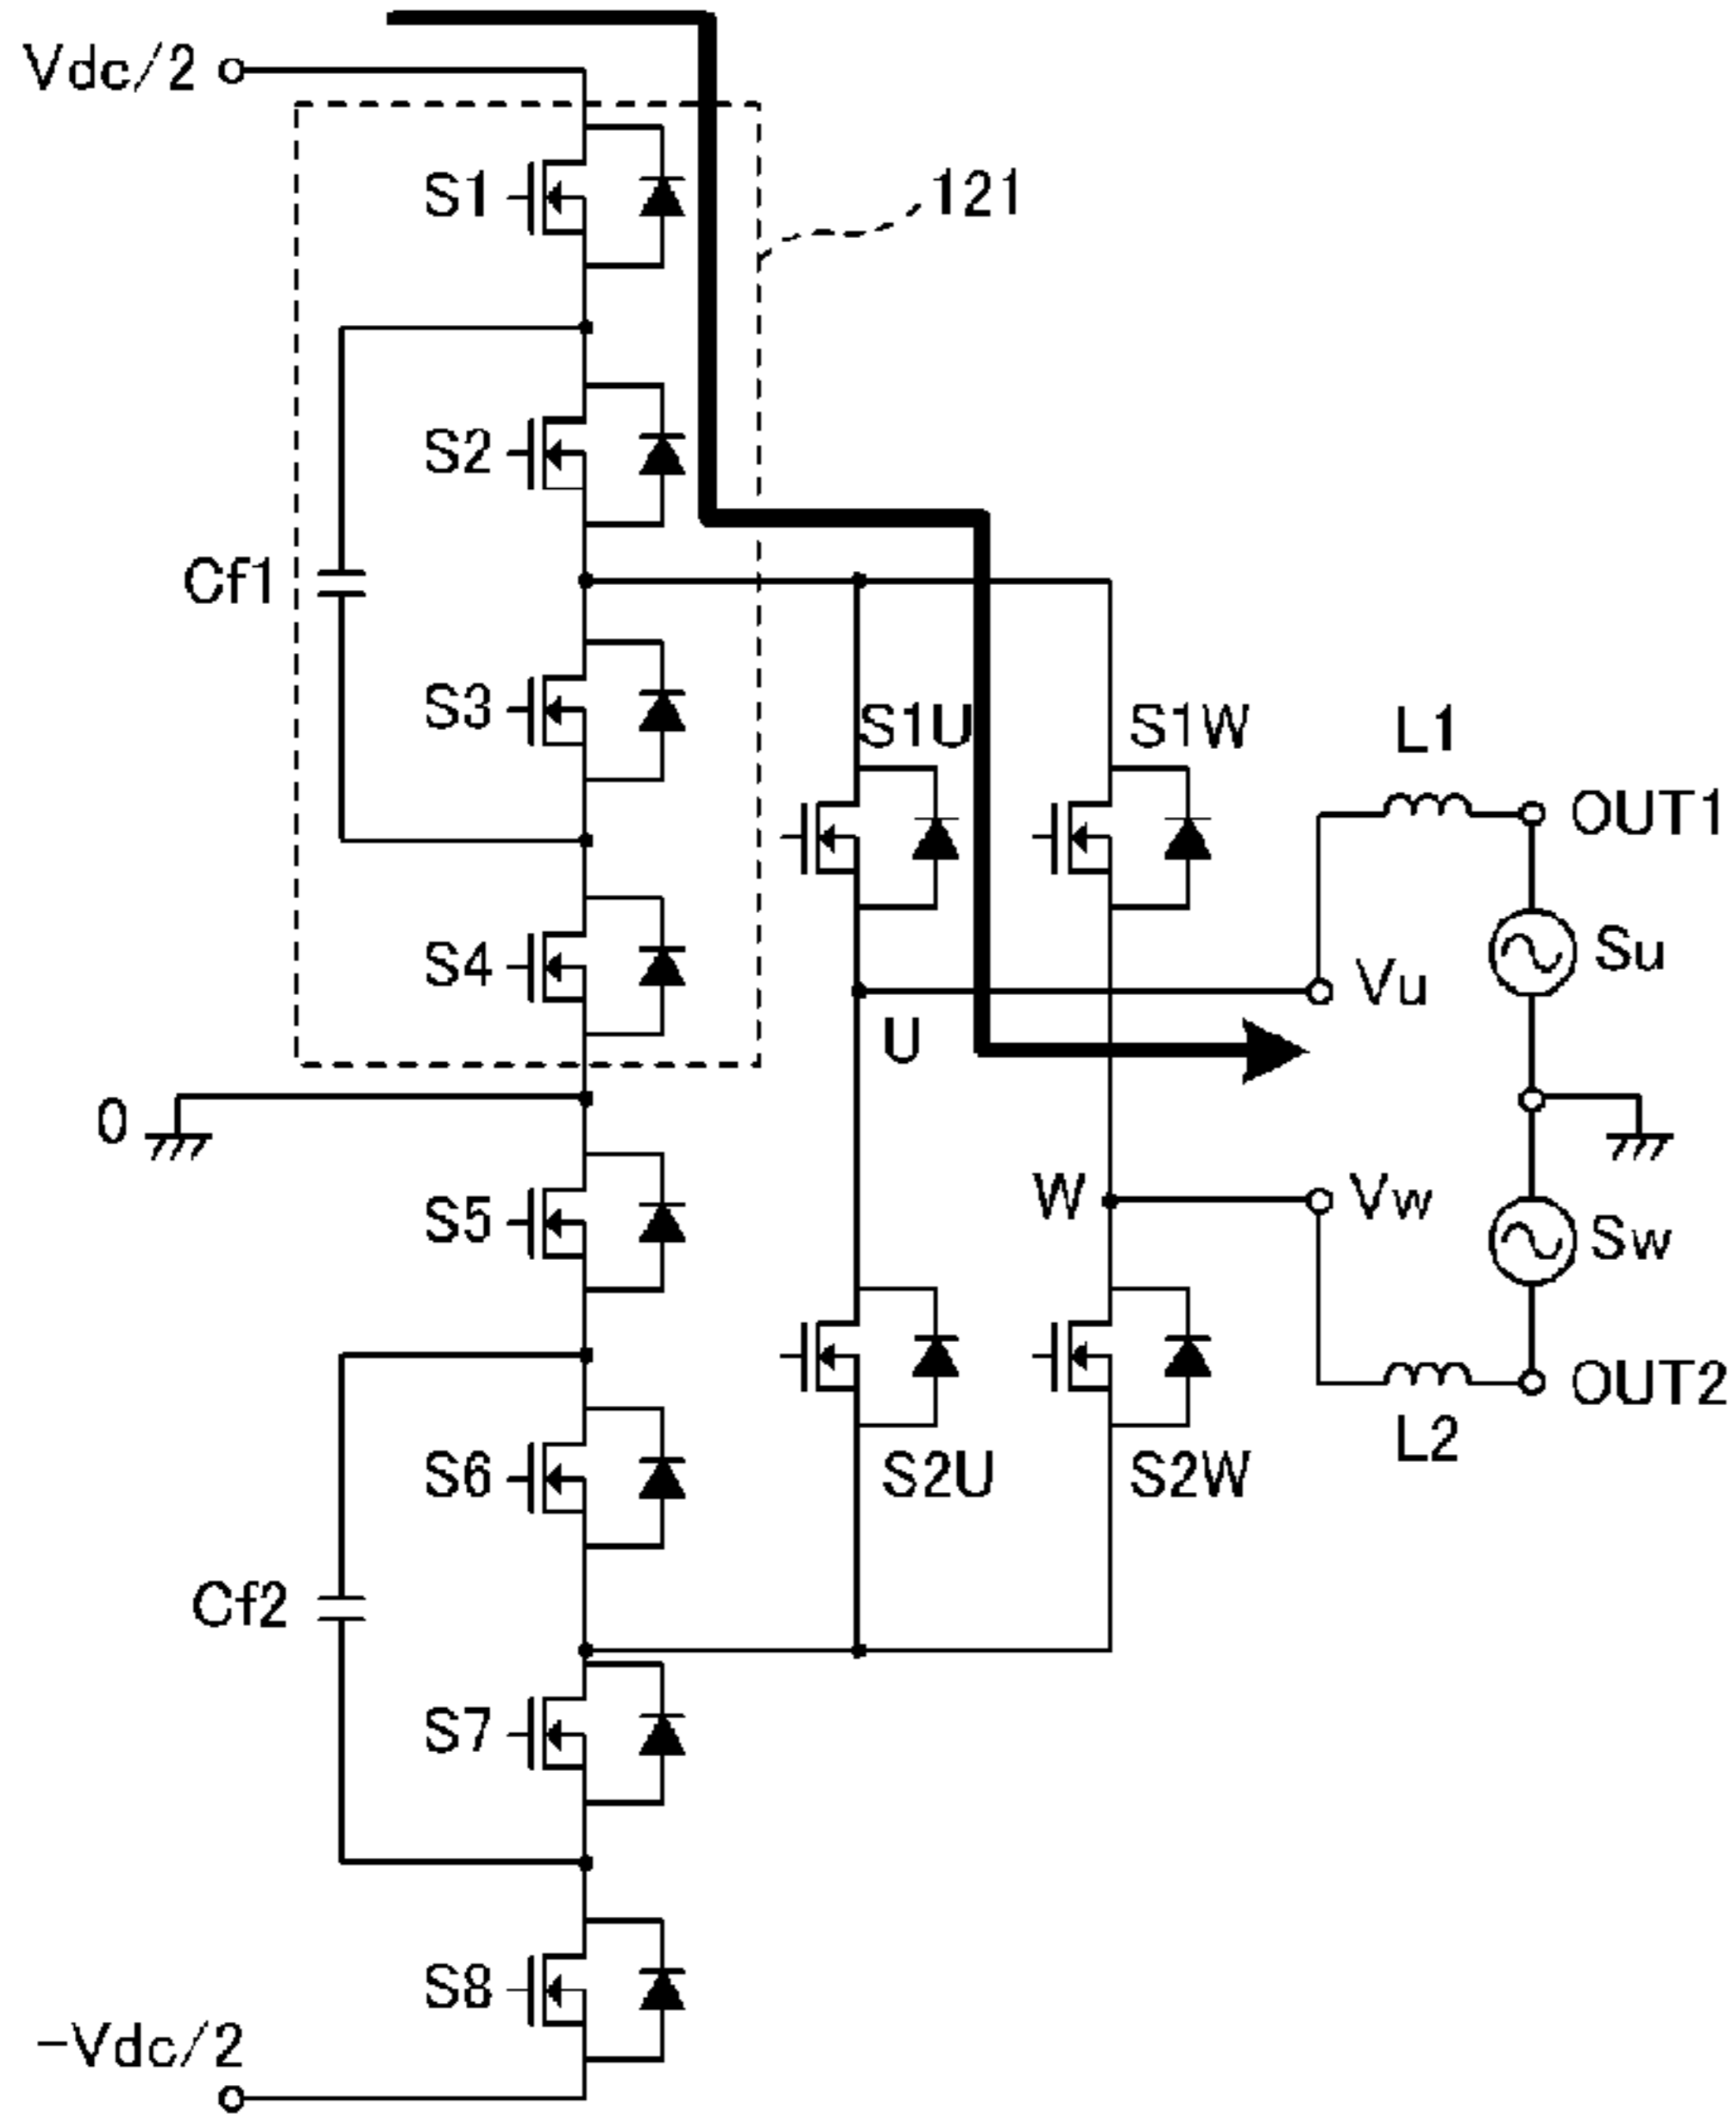 Vdc/2
S1
121
S2
Cf1
S3
S1U
S1W
L1
OUT1
S4
Su
Vu
U
0
W
Vw
S5
Sw
OUT2
L2
S6
S2U
S2W
Cf2
S7
S8
-Vdc/2